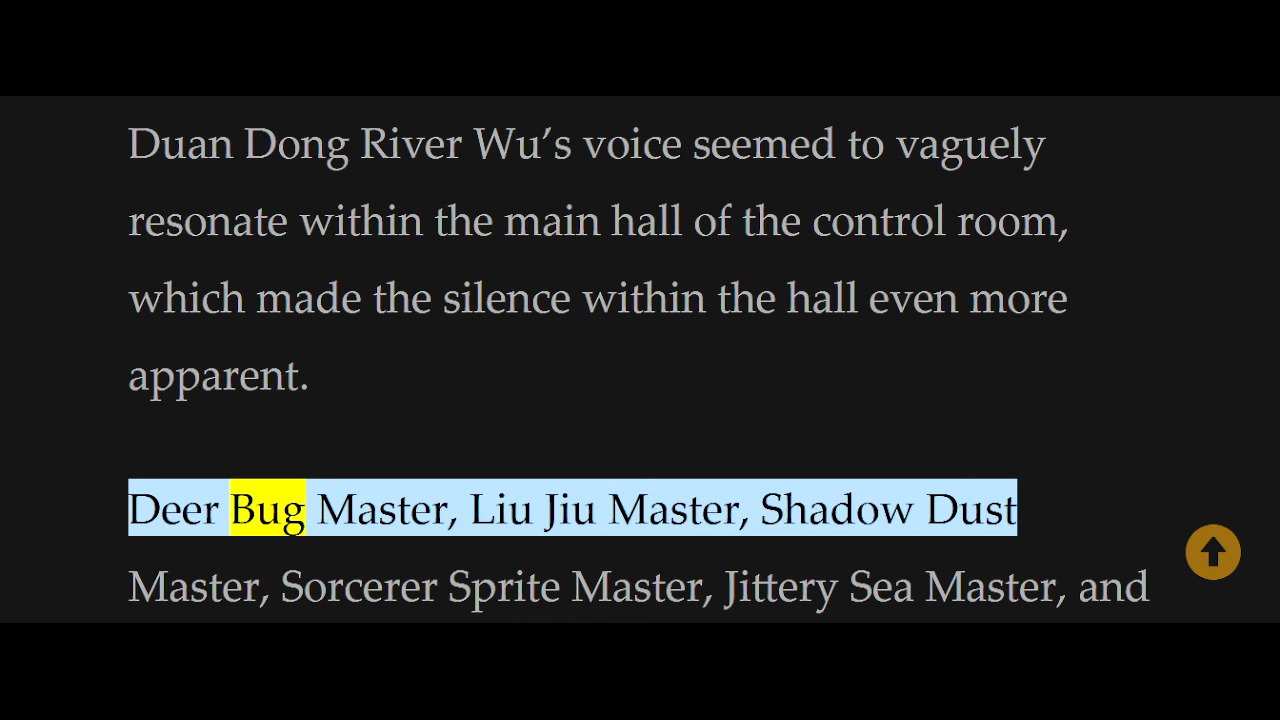 Duan Dong River Wu’s voice seemed to vaguely
resonate within the main hall of the control room,
which made the silence within the hall even more
apparent.
Deer Bug Master, Liu Jiu Master, Shadow Dust
Master, Sorcerer Sprite Master, Jittery Sea Master, and